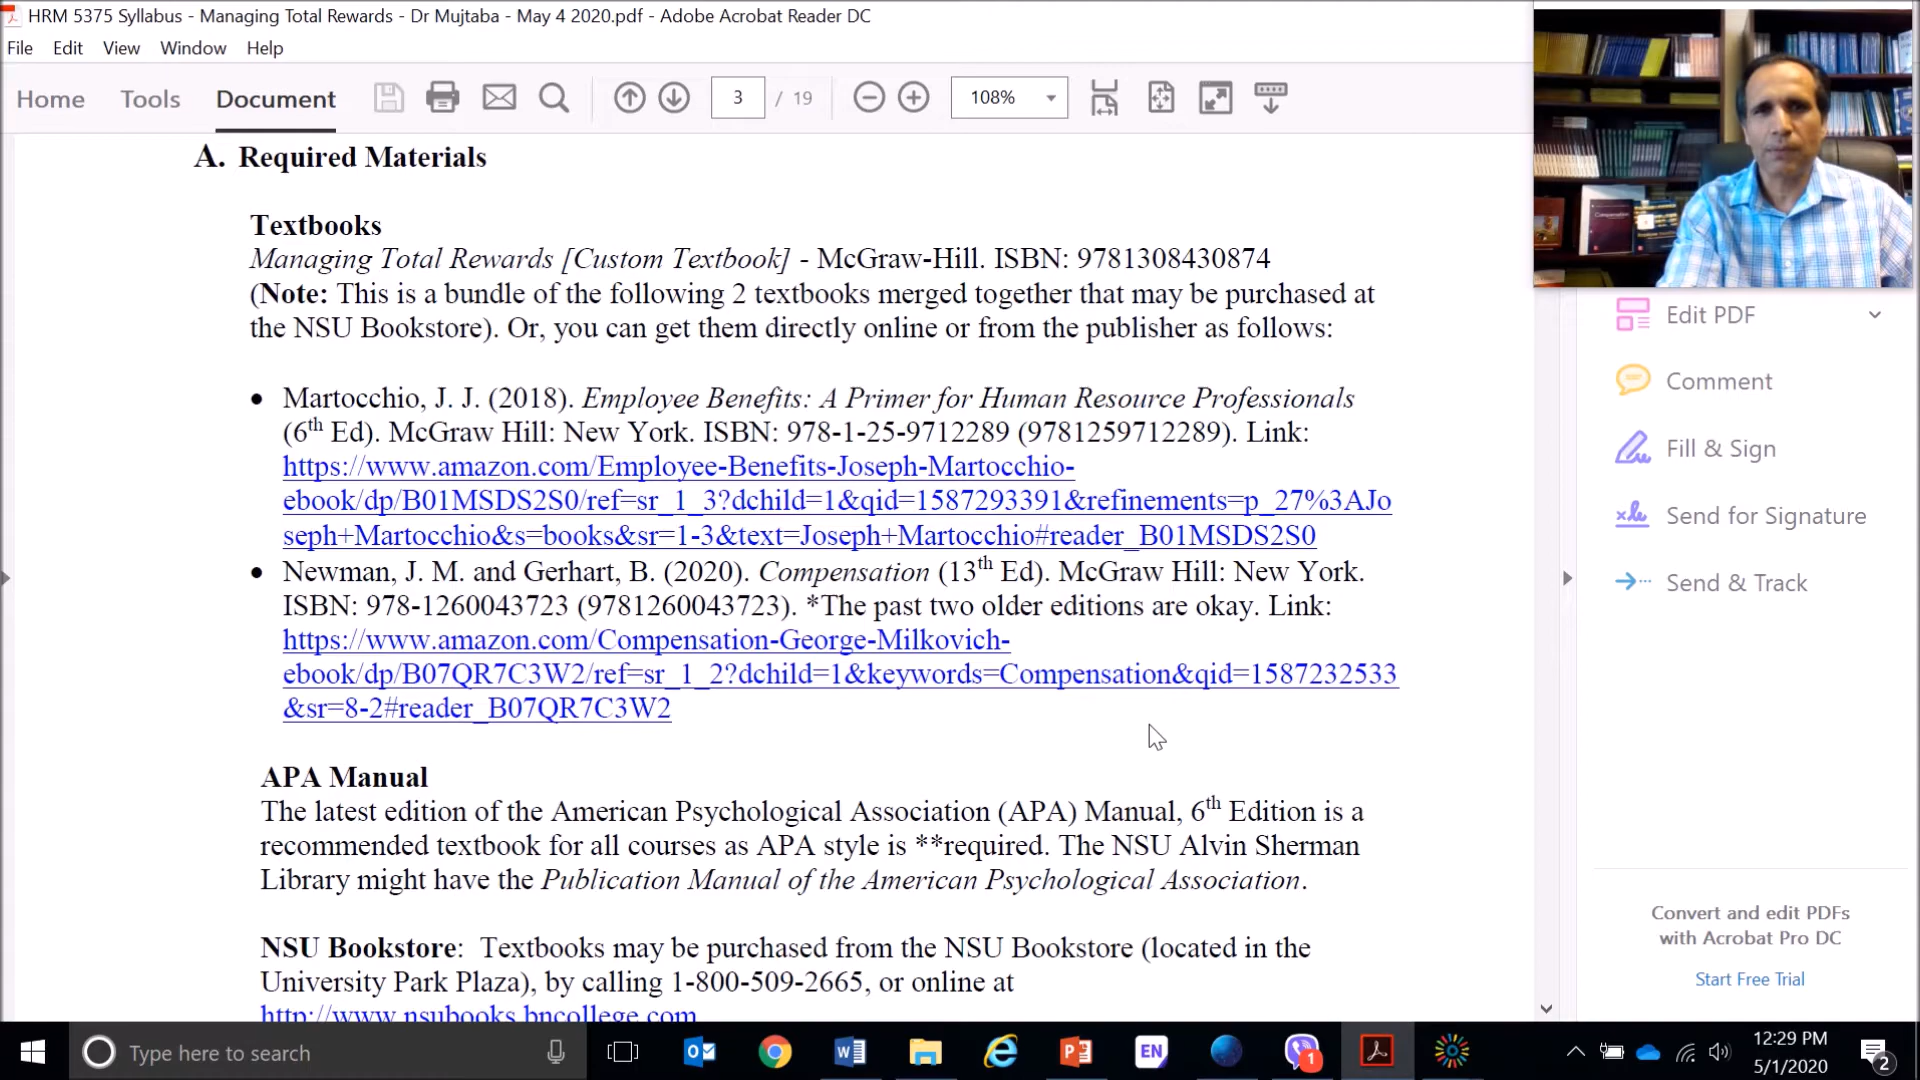 HRM 5375 Syllabus - Managing Total Rewards - Dr Mujtaba - May 4 2020.pdf - Adobe Acrobat Reader DC
File Edit View Window Help
Home Tools Document 3 / 19 108%
A. Required Materials
Textbooks
Managing Total Rewards [Custom Textbook] - McGraw-Hill. ISBN: 9781308430874
(Note: This is a bundle of the following 2 textbooks merged together that may be purchased at
the NSU Bookstore). Or, you can get them directly online or from the publisher as follows:
• Martocchio, J. J. (2018). Employee Benefits: A Primer for Human Resource Professionals
(6th Ed). McGraw Hill: New York. ISBN: 978-1-25-9712289 (9781259712289). Link:
https://www.amazon.com/Employee-Benefits-Joseph-Martocchio-
ebook/dp/B01MSDS2S0/ref=sr_1_3?dchild=1&qid=1587293391&refinements=p_27%3AJo
seph+Martocchio&s=books&sr=1-3&text=Joseph+Martocchio#reader_B01MSDS2S0
• Newman, J. M. and Gerhart, B. (2020). Compensation (13th Ed). McGraw Hill: New York.
ISBN: 978-1260043723 (9781260043723). *The past two older editions are okay. Link:
https://www.amazon.com/Compensation-George-Milkovich-
ebook/dp/B07QR7C3W2/ref=sr_1_2?dchild=1&keywords=Compensation&qid=1587232533
&sr=8-2#reader_B07QR7C3W2
APA Manual
The latest edition of the American Psychological Association (APA) Manual, 6th Edition is a
recommended textbook for all courses as APA style is **required. The NSU Alvin Sherman
Library might have the Publication Manual of the American Psychological Association.
NSU Bookstore: Textbooks may be purchased from the NSU Bookstore (located in the
University Park Plaza), by calling 1-800-509-2665, or online at
http://www.nsubooks.bncollege.com
Edit PDF
Comment
Fill & Sign
Send for Signature
Send & Track
Convert and edit PDFs
with Acrobat Pro DC
Start Free Trial
Type here to search
EN
1
12:29 PM
5/1/2020
2